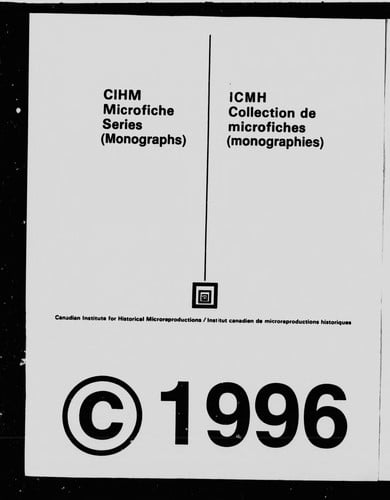 CIHM
Microfiche
Series
(Monographs)
ICMH
Collection de
microfiches
(monographies)
Canadian Institute for Historical Microreproductions / Institut canadien de microreproductions historiques
© 1996